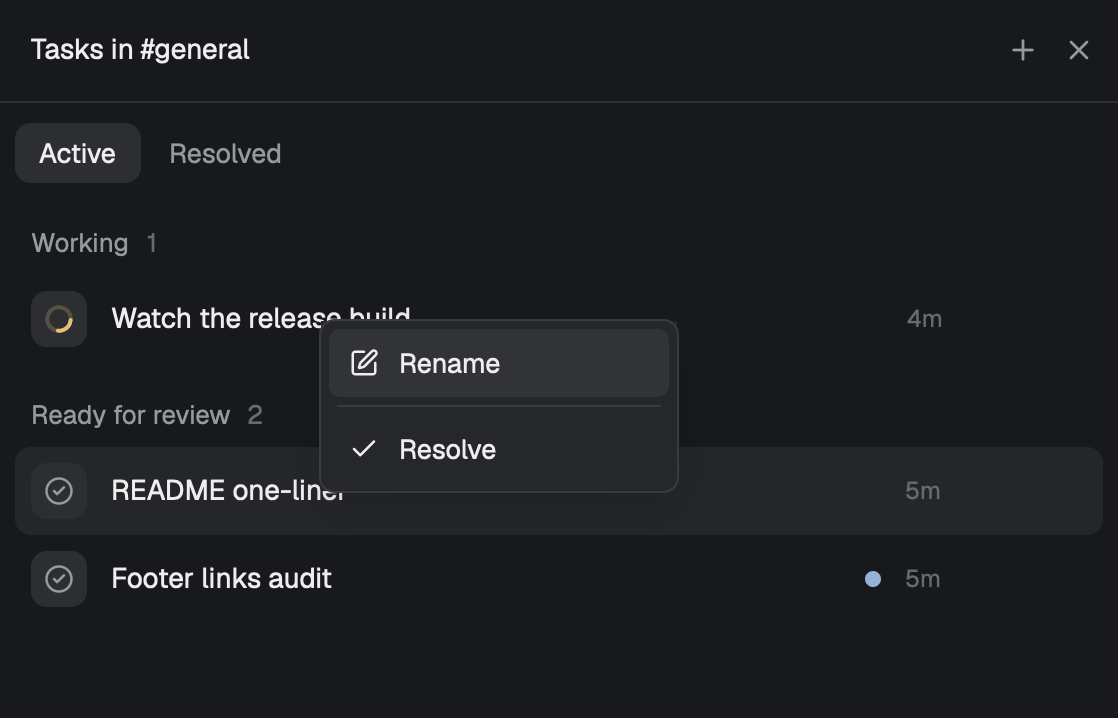 Tasks in #general
Active Resolved
Working 1
Watch the release build 4m
Rename
Ready for review 2
Resolve
README one-liner 5m
Footer links audit 5m